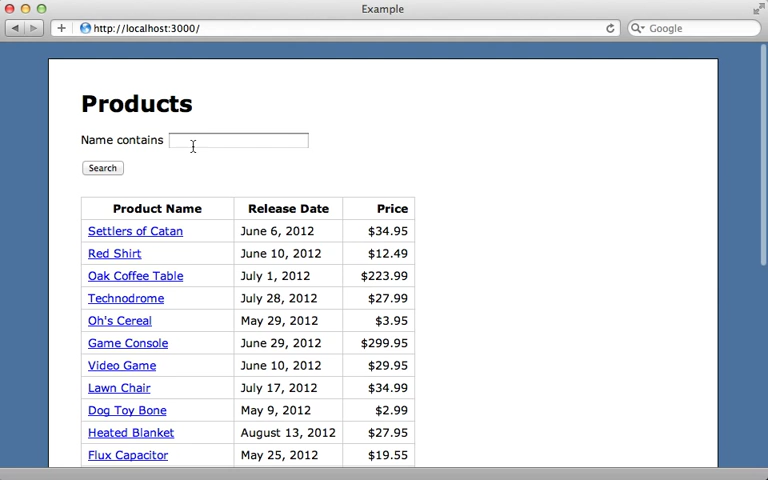 Example
http://localhost:3000/
Google
Products
Name contains
Search
Product Name Release Date Price
Settlers of Catan June 6, 2012 $34.95
Red Shirt June 10, 2012 $12.49
Oak Coffee Table July 1, 2012 $223.99
Technodrome July 28, 2012 $27.99
Oh's Cereal May 29, 2012 $3.95
Game Console June 29, 2012 $299.95
Video Game June 10, 2012 $29.95
Lawn Chair July 17, 2012 $34.99
Dog Toy Bone May 9, 2012 $2.99
Heated Blanket August 13, 2012 $27.95
Flux Capacitor May 25, 2012 $19.55